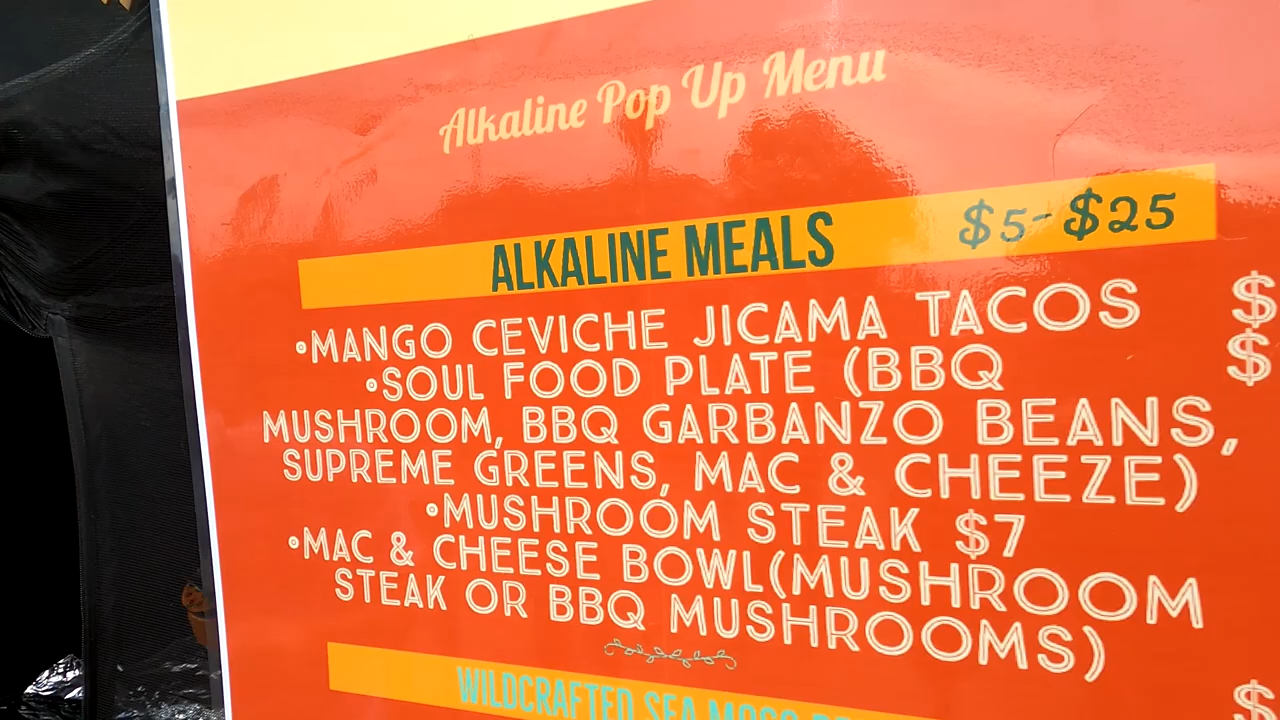 Alkaline Pop Up Menu
ALKALINE MEALS $5-$25
•MANGO CEVICHE JICAMA TACOS $
•SOUL FOOD PLATE (BBQ $
MUSHROOM, BBQ GARBANZO BEANS,
SUPREME GREENS, MAC & CHEEZE)
•MUSHROOM STEAK $7
•MAC & CHEESE BOWL(MUSHROOM
STEAK OR BBQ MUSHROOMS)
$
WILDCRAFTED SEA MOSS